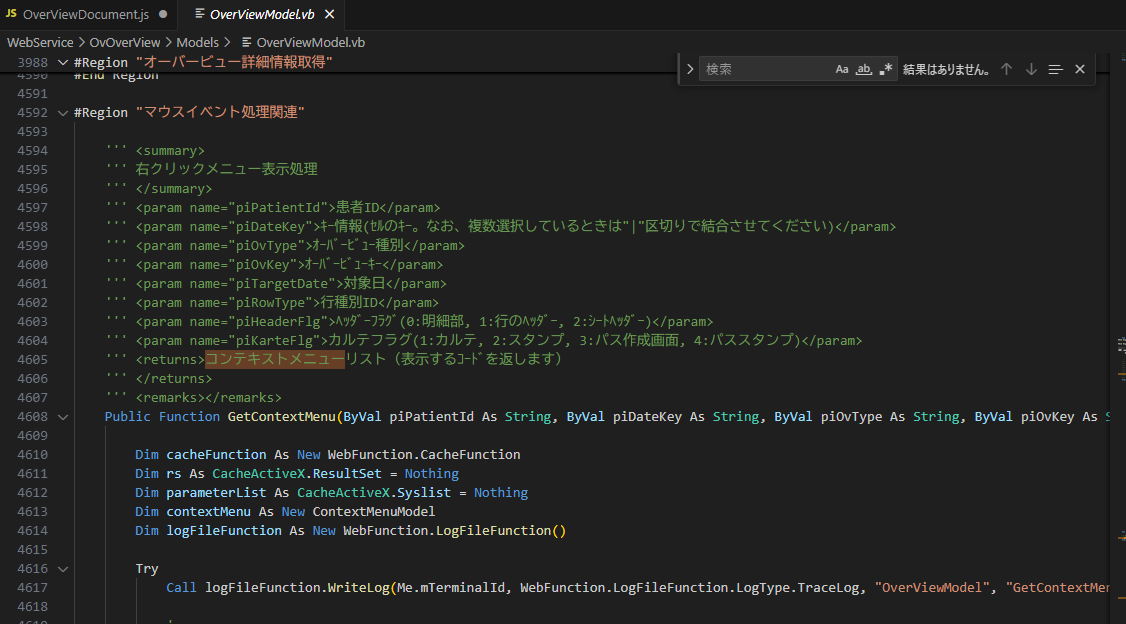 JS OverViewDocument.js ● OverViewModel.vb ×
WebService > OvOverView > Models > OverViewModel.vb
3988 #Region "オーバービュー詳細情報取得"
検索 Aa ab .* 結果はありません。
4590 #End Region
4591
4592 #Region "マウスイベント処理関連"
4593
4594 ''' <summary>
4595 ''' 右クリックメニュー表示処理
4596 ''' </summary>
4597 ''' <param name="piPatientId">患者ID</param>
4598 ''' <param name="piDateKey">ｷｰ情報(ｾﾙのｷｰ。なお、複数選択しているときは"|"区切りで結合させてください)</param>
4599 ''' <param name="piOvType">ｵｰﾊﾞｰﾋﾞｭｰ種別</param>
4600 ''' <param name="piOvKey">ｵｰﾊﾞｰﾋﾞｭｰｷｰ</param>
4601 ''' <param name="piTargetDate">対象日</param>
4602 ''' <param name="piRowType">行種別ID</param>
4603 ''' <param name="piHeaderFlg">ﾍｯﾀﾞｰﾌﾗｸﾞ(0:明細部, 1:行のﾍｯﾀﾞｰ, 2:ｼｰﾄﾍｯﾀﾞｰ)</param>
4604 ''' <param name="piKarteFlg">カルテフラグ(1:カルテ, 2:スタンプ, 3:パス作成画面, 4:パススタンプ)</param>
4605 ''' <returns>コンテキストメニューリスト（表示するｺｰﾄﾞを返します）
4606 ''' </returns>
4607 ''' <remarks></remarks>
4608 Public Function GetContextMenu(ByVal piPatientId As String, ByVal piDateKey As String, ByVal piOvType As String, ByVal piOvKey As
4609
4610 Dim cacheFunction As New WebFunction.CacheFunction
4611 Dim rs As CacheActiveX.ResultSet = Nothing
4612 Dim parameterList As CacheActiveX.Syslist = Nothing
4613 Dim contextMenu As New ContextMenuModel
4614 Dim logFileFunction As New WebFunction.LogFileFunction()
4615
4616 Try
4617 Call logFileFunction.WriteLog(Me.mTerminalId, WebFunction.LogFileFunction.LogType.TraceLog, "OverViewModel", "GetContextMen
4618